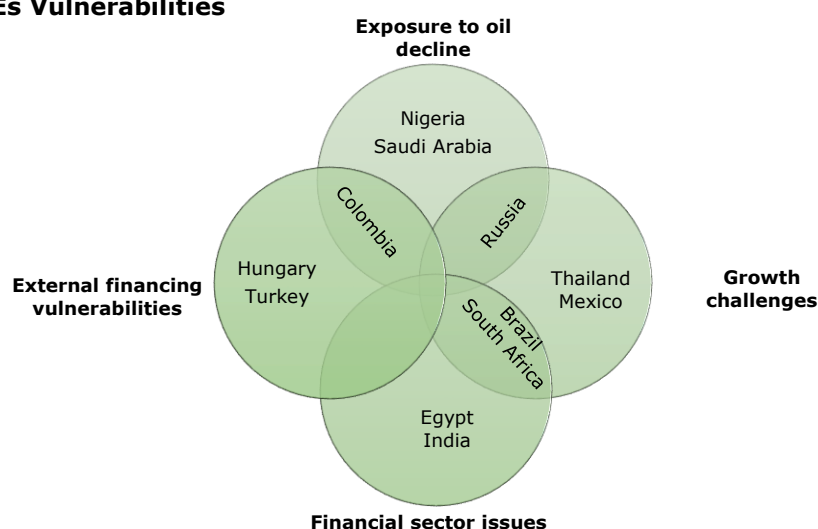 Es Vulnerabilities
Exposure to oil
decline
Nigeria
Saudi Arabia
Colombia
Russia
Hungary
Turkey
External financing
vulnerabilities
Thailand
Mexico
Growth
challenges
Brazil
South Africa
Egypt
India
Financial sector issues